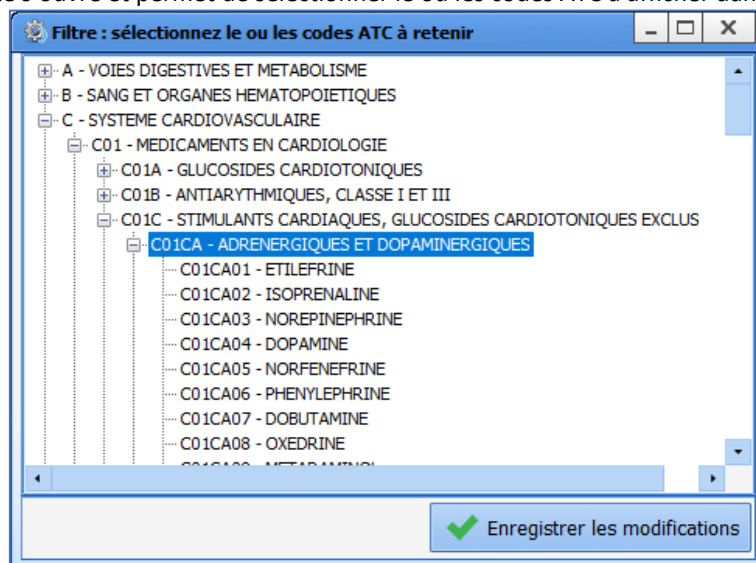 Filtre : sélectionnez le ou les codes ATC à retenir
A - VOIES DIGESTIVES ET METABOLISME
B - SANG ET ORGANES HEMATOPOIETIQUES
C - SYSTEME CARDIOVASCULAIRE
C01 - MEDICAMENTS EN CARDIOLOGIE
C01A - GLUCOSIDES CARDIOTONIQUES
C01B - ANTIARYTHMIQUES, CLASSE I ET III
C01C - STIMULANTS CARDIAQUES, GLUCOSIDES CARDIOTONIQUES EXCLUS
C01CA - ADRENERGIQUES ET DOPAMINERGIQUES
C01CA01 - ETILEFRINE
C01CA02 - ISOPRENALINE
C01CA03 - NOREPINEPHRINE
C01CA04 - DOPAMINE
C01CA05 - NORFENEFRINE
C01CA06 - PHENYLEPHRINE
C01CA07 - DOBUTAMINE
C01CA08 - OXEDRINE
Enregistrer les modifications